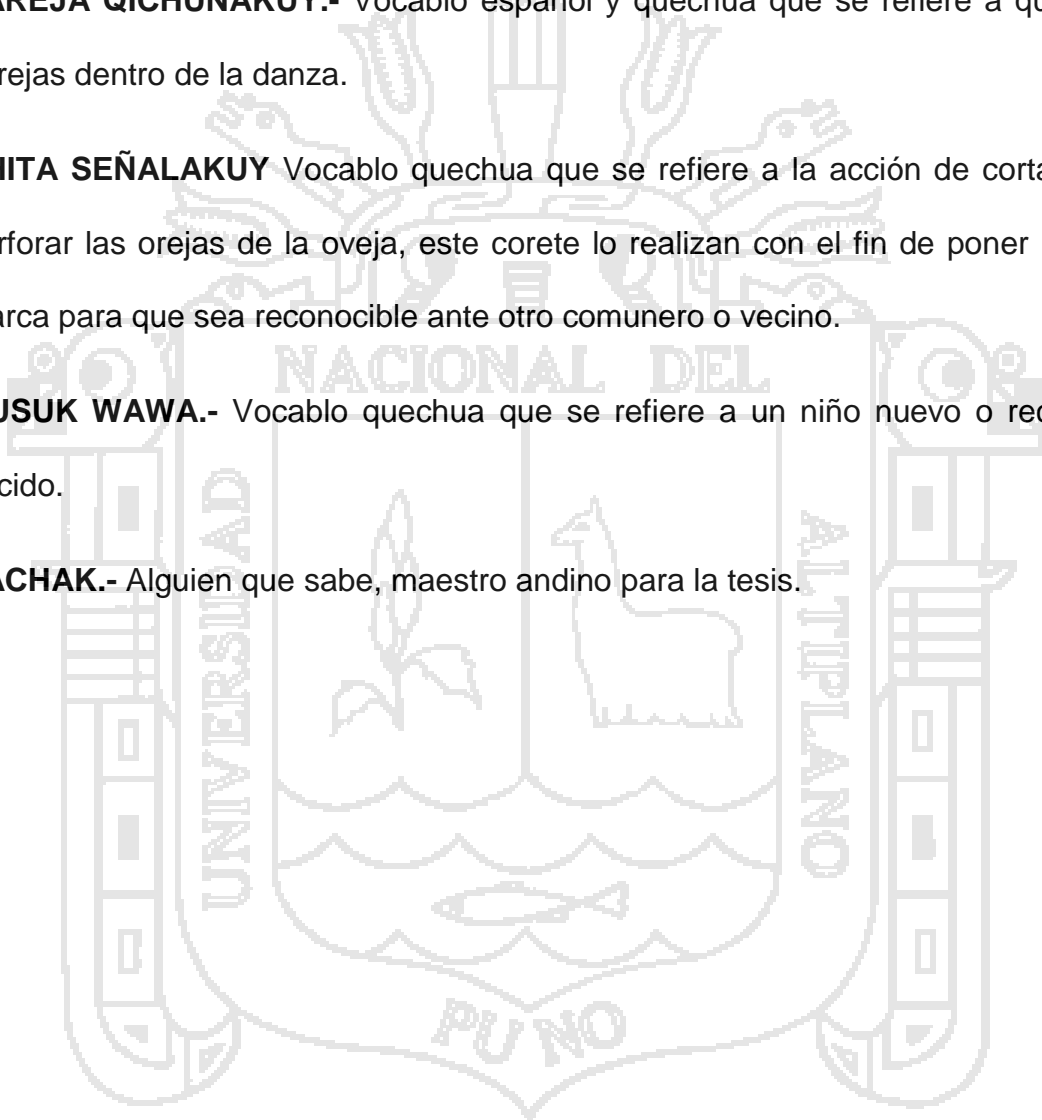 AREJA QICHUNAKUY.- Vocablo español y quechua que se refiere a qu
rejas dentro de la danza.
HITA SEÑALAKUY Vocablo quechua que se refiere a la acción de corta
rforar las orejas de la oveja, este corete lo realizan con el fin de poner
arca para que sea reconocible ante otro comunero o vecino.
NACIONAL DEL
USUK WAWA.- Vocablo quechua que se refiere a un niño nuevo o rec
cido.
ACHAK.- Alguien que sabe, maestro andino para la tesis.
UNIVERSIDAD
ALTIPLANO
PUNO